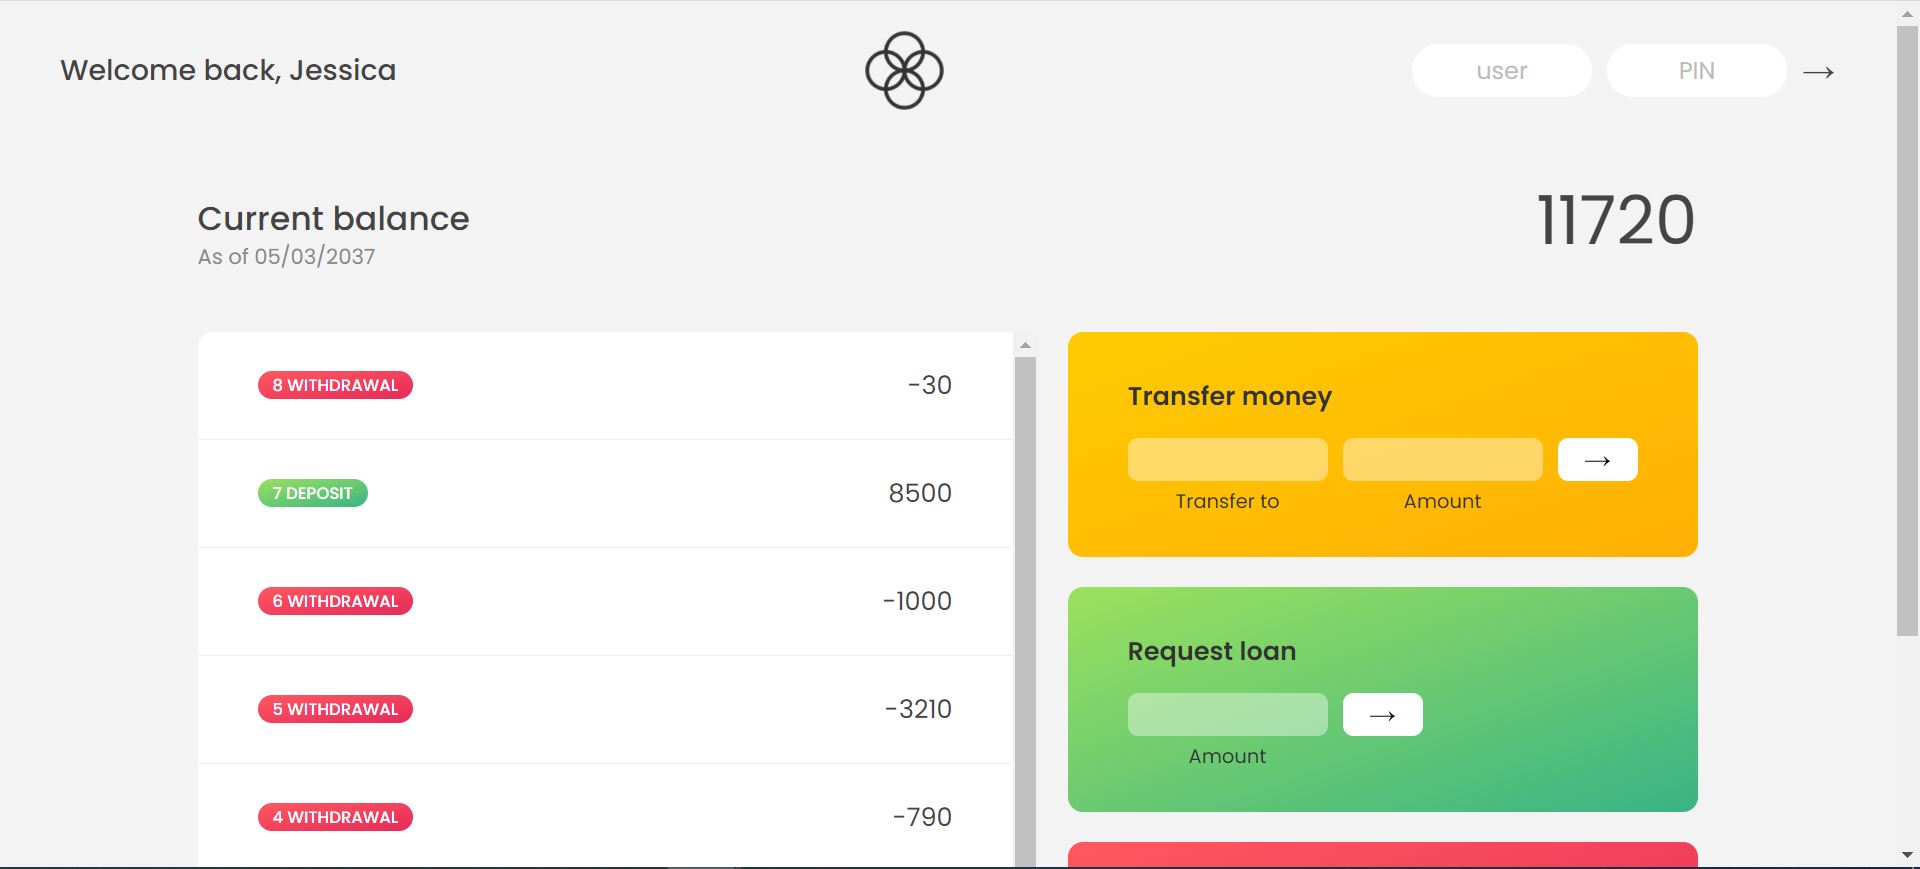 Welcome back, Jessica
user
PIN
→
Current balance
As of 05/03/2037
11720
8 WITHDRAWAL
-30
7 DEPOSIT
8500
6 WITHDRAWAL
-1000
5 WITHDRAWAL
-3210
4 WITHDRAWAL
-790
Transfer money
→
Transfer to
Amount
Request loan
→
Amount